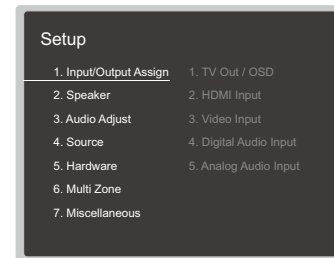 Setup
1. Input/Output Assign
2. Speaker
3. Audio Adjust
4. Source
5. Hardware
6. Multi Zone
7. Miscellaneous
1. TV Out / OSD
2. HDMI Input
3. Video Input
4. Digital Audio Input
5. Analog Audio Input